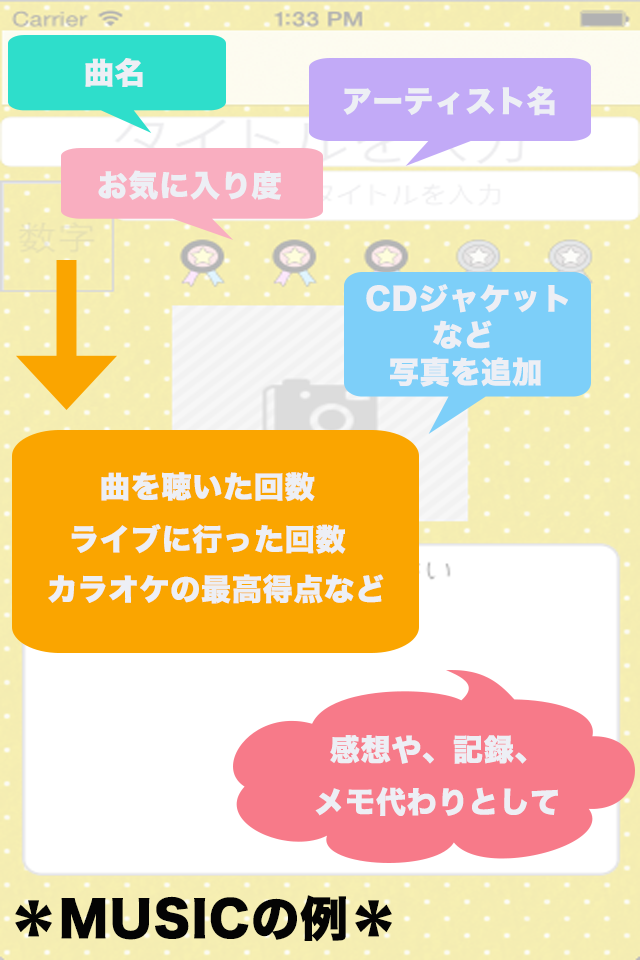 Carrier 1:33 PM
曲名
アーティスト名
タイトルを入力
お気に入り度
タイトルを入力
数字
CDジャケット
など
写真を追加
曲を聴いた回数
ライブに行った回数
カラオケの最高得点など
い
感想や、記録、
メモ代わりとして
＊MUSICの例＊